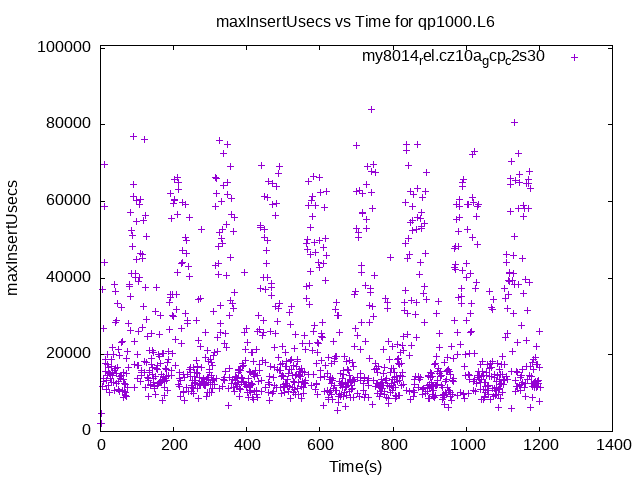 maxInsertUsecs vs Time for qp1000.L6
my8014rel.cz10agcpc2s30
100000
80000
60000
40000
20000
0
maxInsertUsecs
0 200 400 600 800 1000 1200 1400
Time(s)